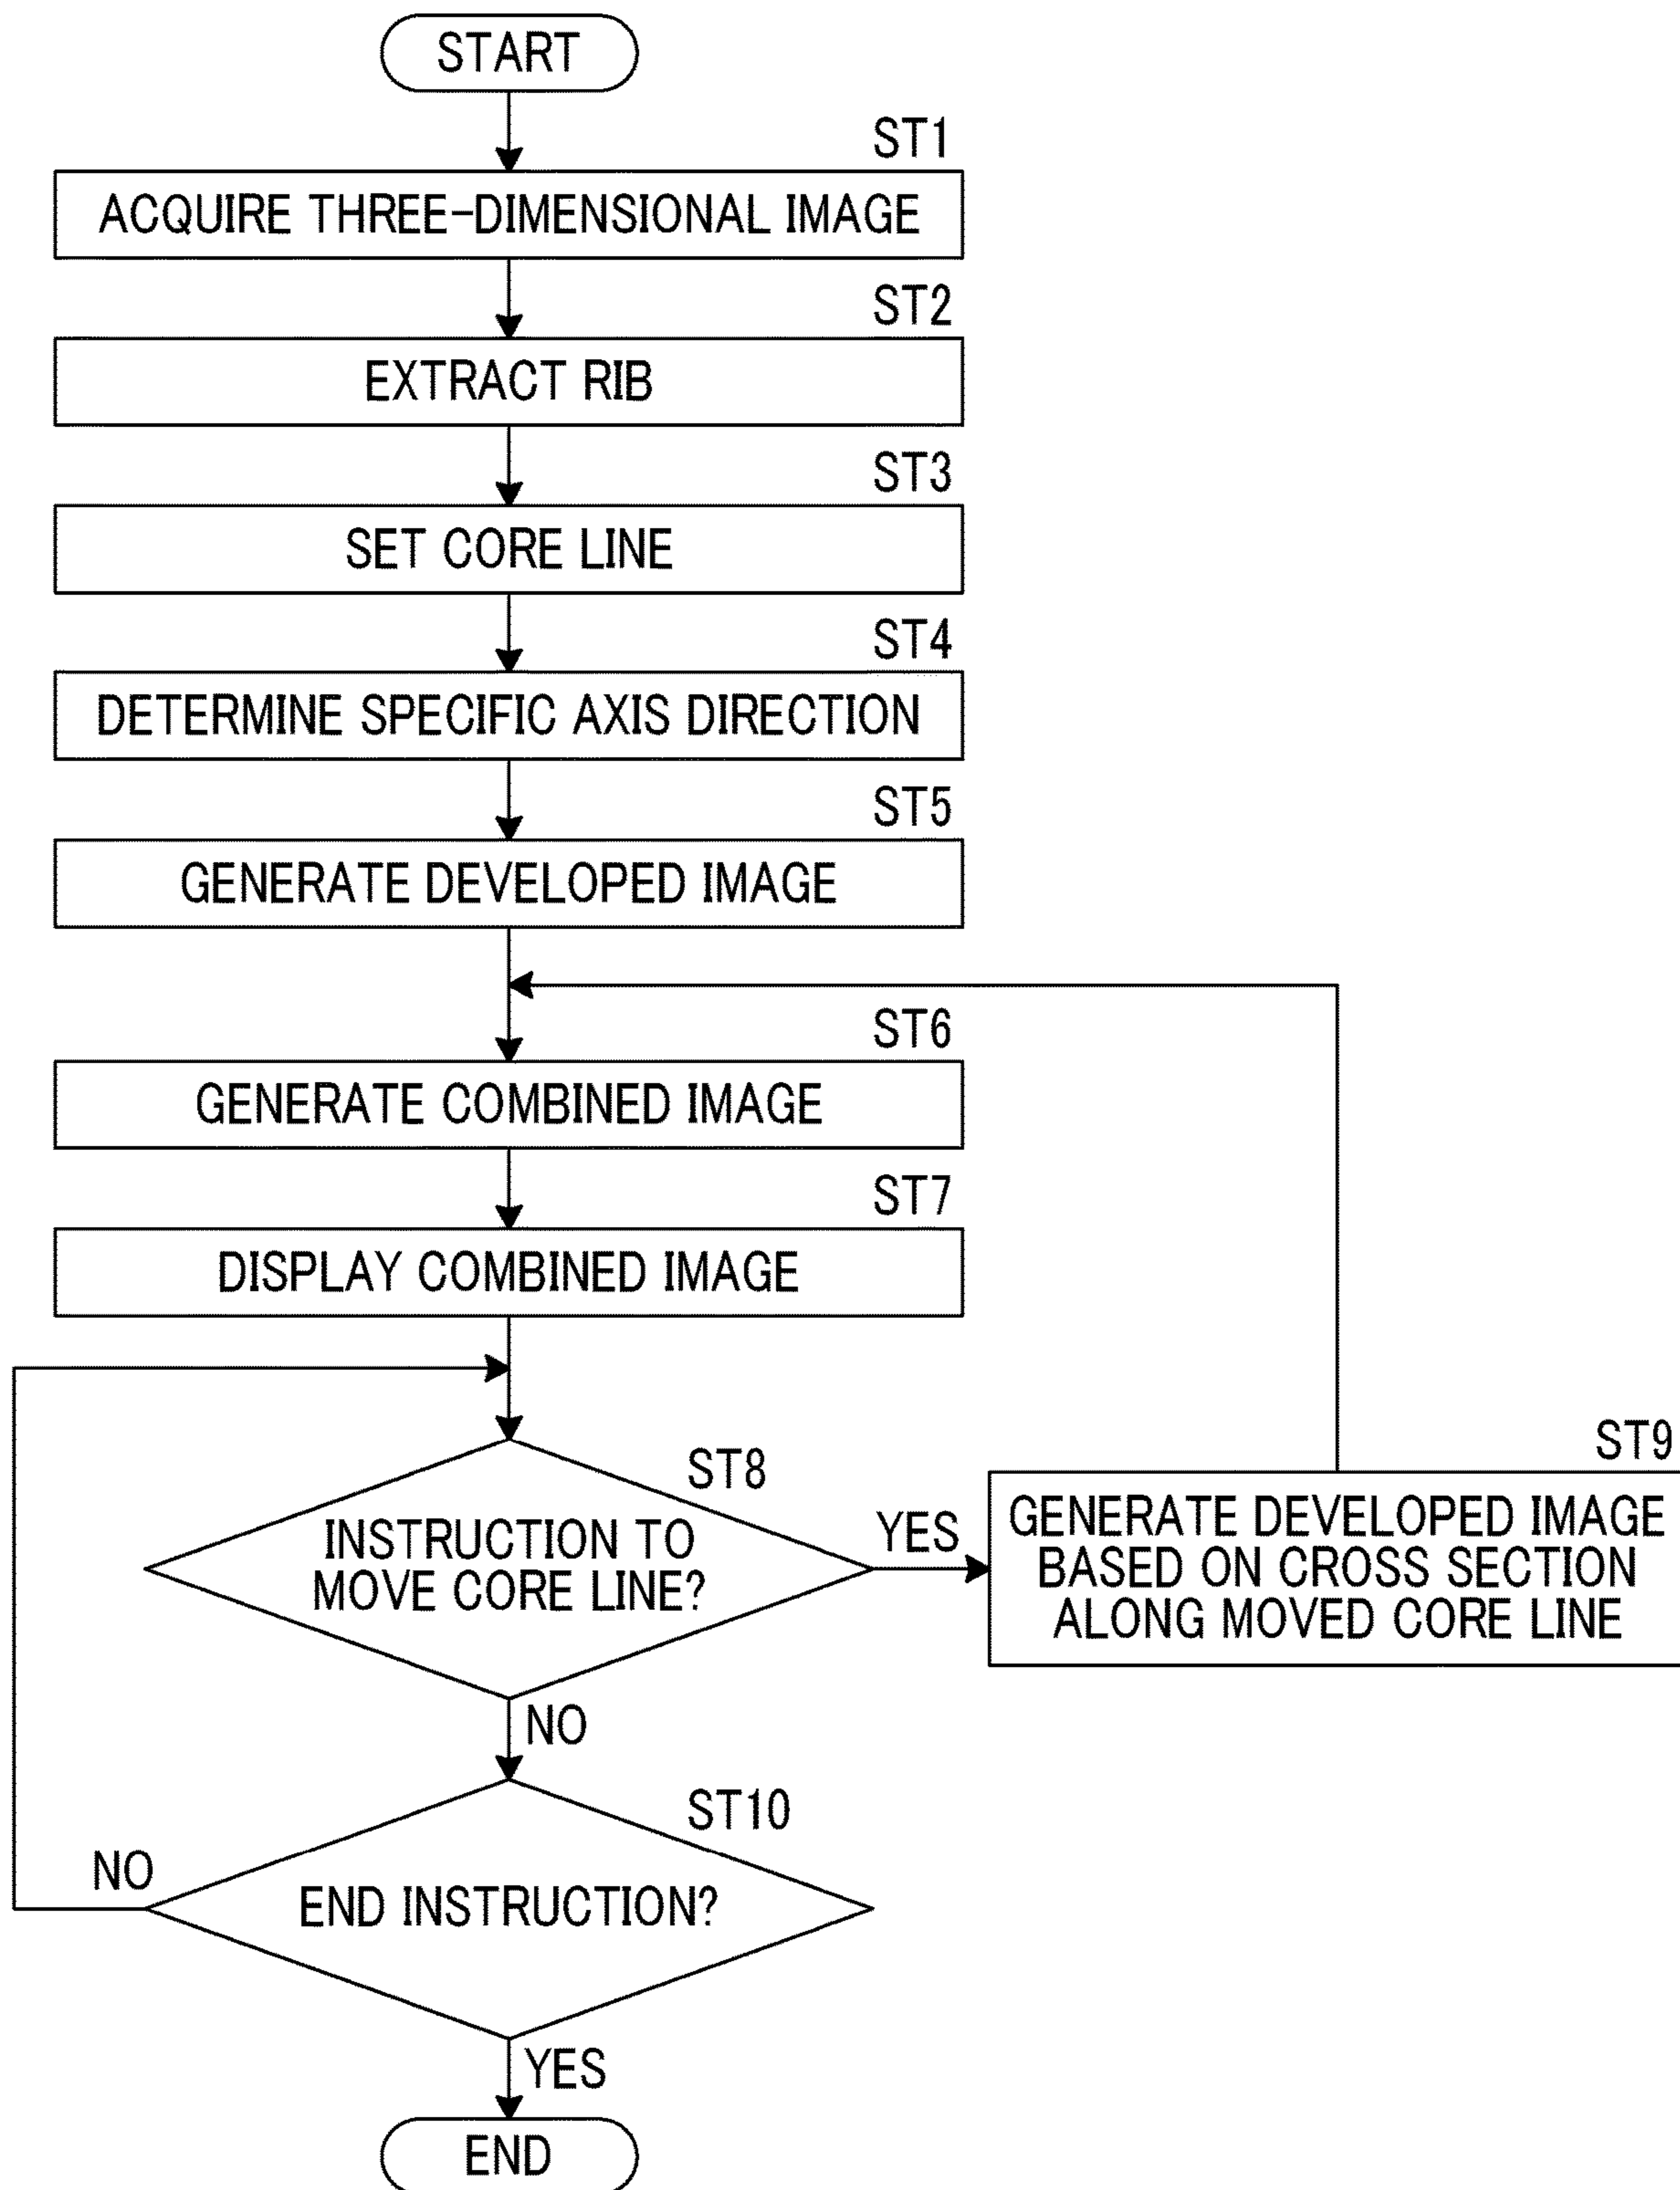 START
ST1
ACQUIRE THREE-DIMENSIONAL IMAGE
ST2
EXTRACT RIB
ST3
SET CORE LINE
ST4
DETERMINE SPECIFIC AXIS DIRECTION
ST5
GENERATE DEVELOPED IMAGE
ST6
GENERATE COMBINED IMAGE
ST7
DISPLAY COMBINED IMAGE
ST8
INSTRUCTION TO
MOVE CORE LINE?
YES
ST9
GENERATE DEVELOPED IMAGE
BASED ON CROSS SECTION
ALONG MOVED CORE LINE
NO
ST10
END INSTRUCTION?
NO
YES
END